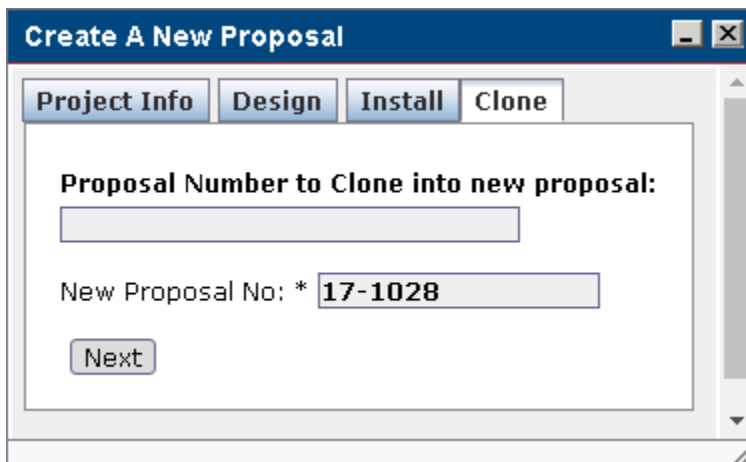 Create A New Proposal
Project Info Design Install Clone
Proposal Number to Clone into new proposal:
New Proposal No: * 17-1028
Next